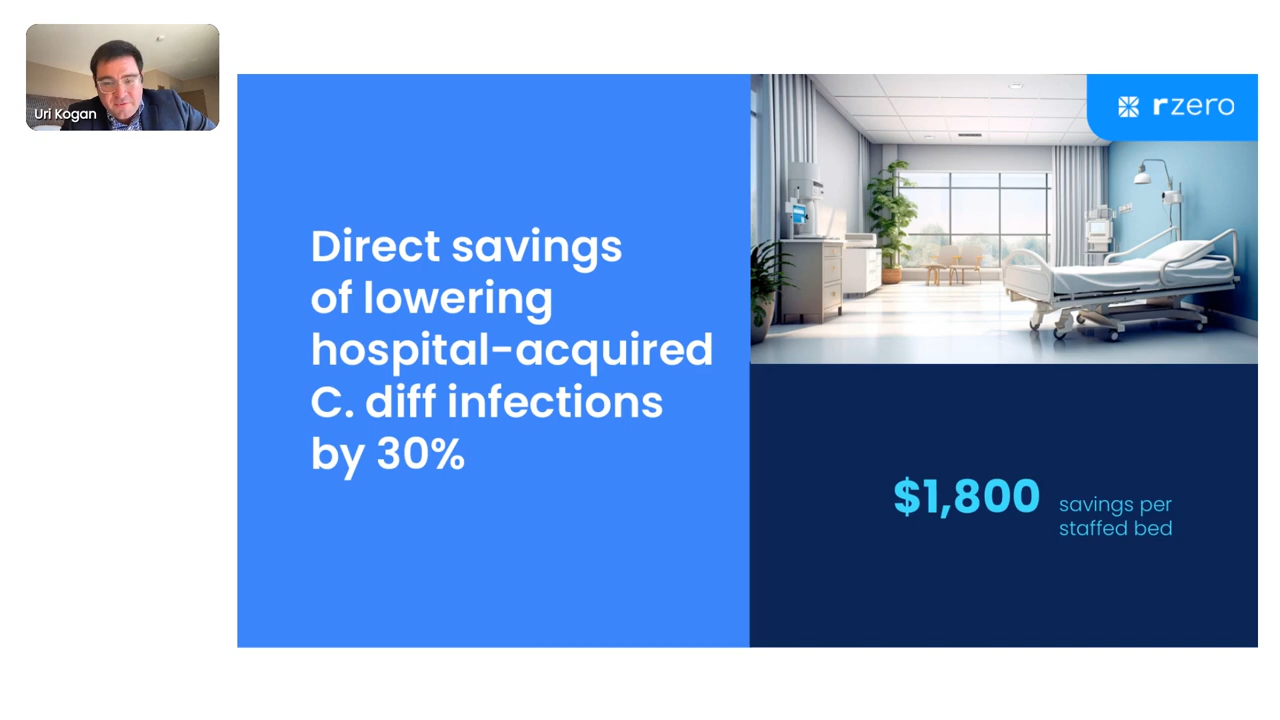 Uri Kogan
rzero
Direct savings
of lowering
hospital-acquired
C. diff infections
by 30%
$1,800 savings per
staffed bed